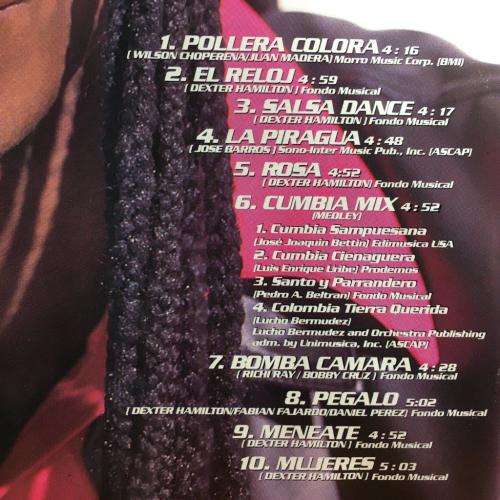 1. POLLERA COLORA 4:16
[ WILSON CHOPERENA/JUAN MADERA] Morro Music Corp. [BMI]
2. EL RELOJ 4:59
[ DEXTER HAMILTON ] Fondo Musical
3. SALSA DANCE 4:17
[DEXTER HAMILTON ] Fondo Musical
4. LA PIRAGUA 4:48
[ JOSE BARROS ] Sono-Inter Music Pub., Inc. [ASCAP]
5. ROSA 4:52
[ DEXTER HAMILTON] Fondo Musical
6. CUMBIA MIX 4:52
[MEDLEY]
1. Cumbia Sampuesana
[José Joaquin Bettin] Edimusica USA
2. Cumbia Cienaguera
[Luis Enrique Uribe] Prodemos
3. Santo y Parrandero
[Pedro A. Beltran] Fondo Musical
4. Colombia Tierra Querida
[Lucho Bermudez]
Lucho Bermudez and Orchestra Publishing
adm. by Unimusica, Inc. [ASCAP]
7. BOMBA CAMARA 4:28
[ RICHI RAY / BOBBY CRUZ ] Fondo Musical
8. PEGALO 5:02
[ DEXTER HAMILTON/FABIAN FAJARDO/DANIEL PEREZ] Fondo Musical
9. MENEATE 4:52
[ DEXTER HAMILTON ] Fondo Musical
10. MUJERES 5:03
[ DEXTER HAMILTON ] Fondo Musical